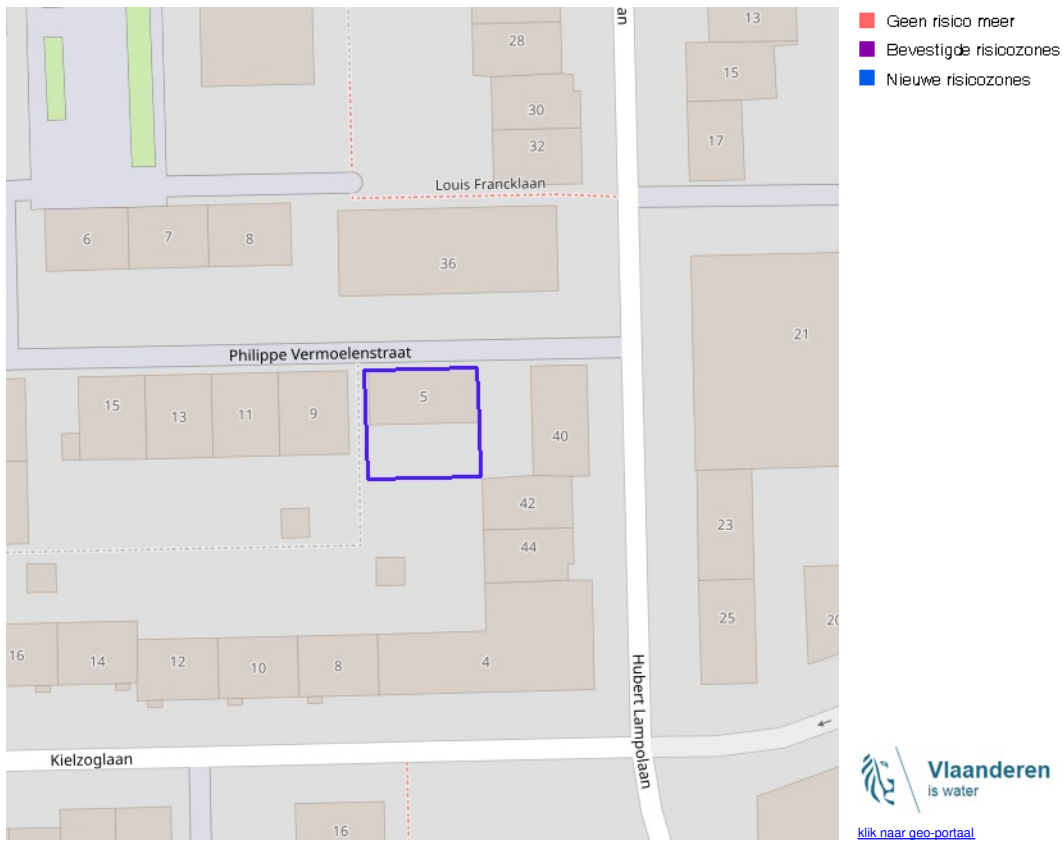 an
13
28
15
30
32
17
Louis Francklaan
6
7
8
36
21
Philippe Vermoelenstraat
15
13
11
9
5
40
42
44
23
25
20
16
14
12
10
8
4
Hubert Lampolaan
Kielzoglaan
16
Geen risico meer
Bevestigde risicozones
Nieuwe risicozones
Vlaanderen
is water
klik naar geo-portaal